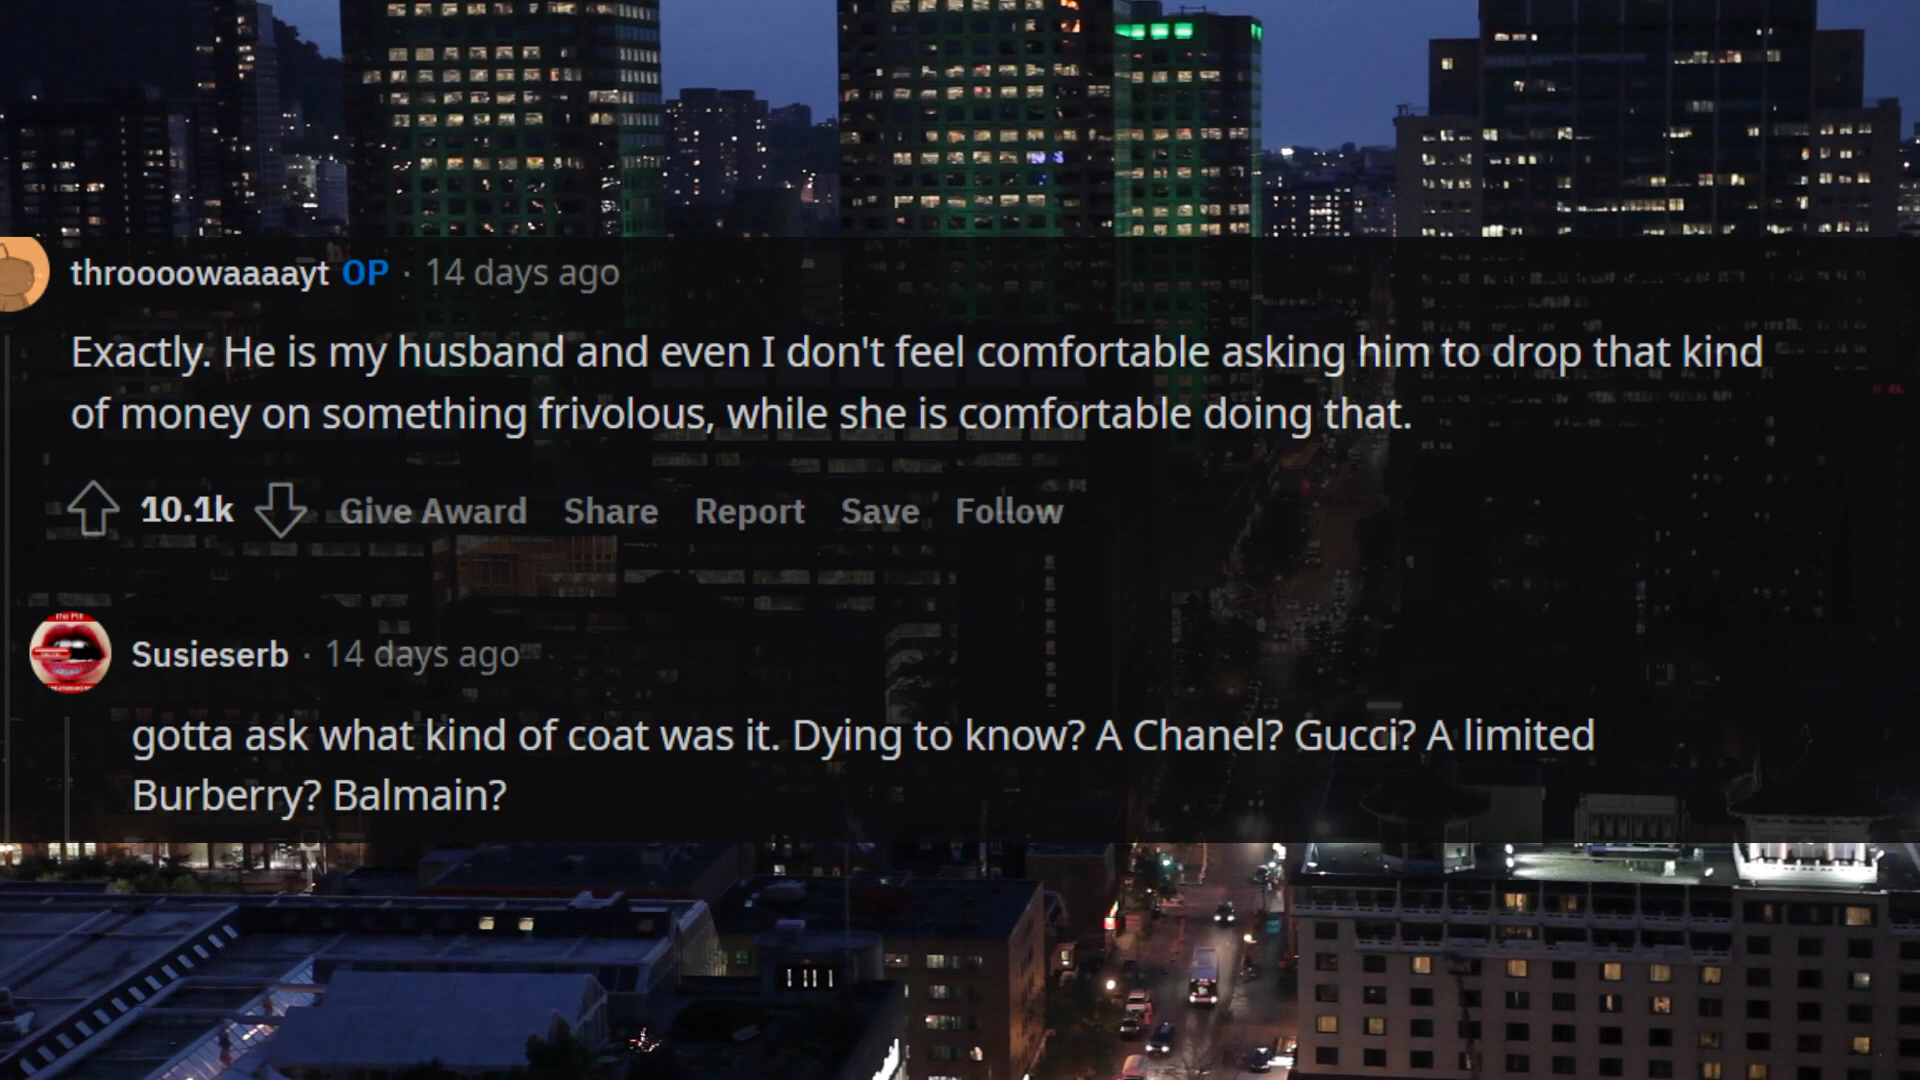 throooowaaaayt OP · 14 days ago
Exactly. He is my husband and even I don't feel comfortable asking him to drop that kind
of money on something frivolous, while she is comfortable doing that.
10.1k Give Award Share Report Save Follow
Susieserb · 14 days ago
gotta ask what kind of coat was it. Dying to know? A Chanel? Gucci? A limited
Burberry? Balmain?